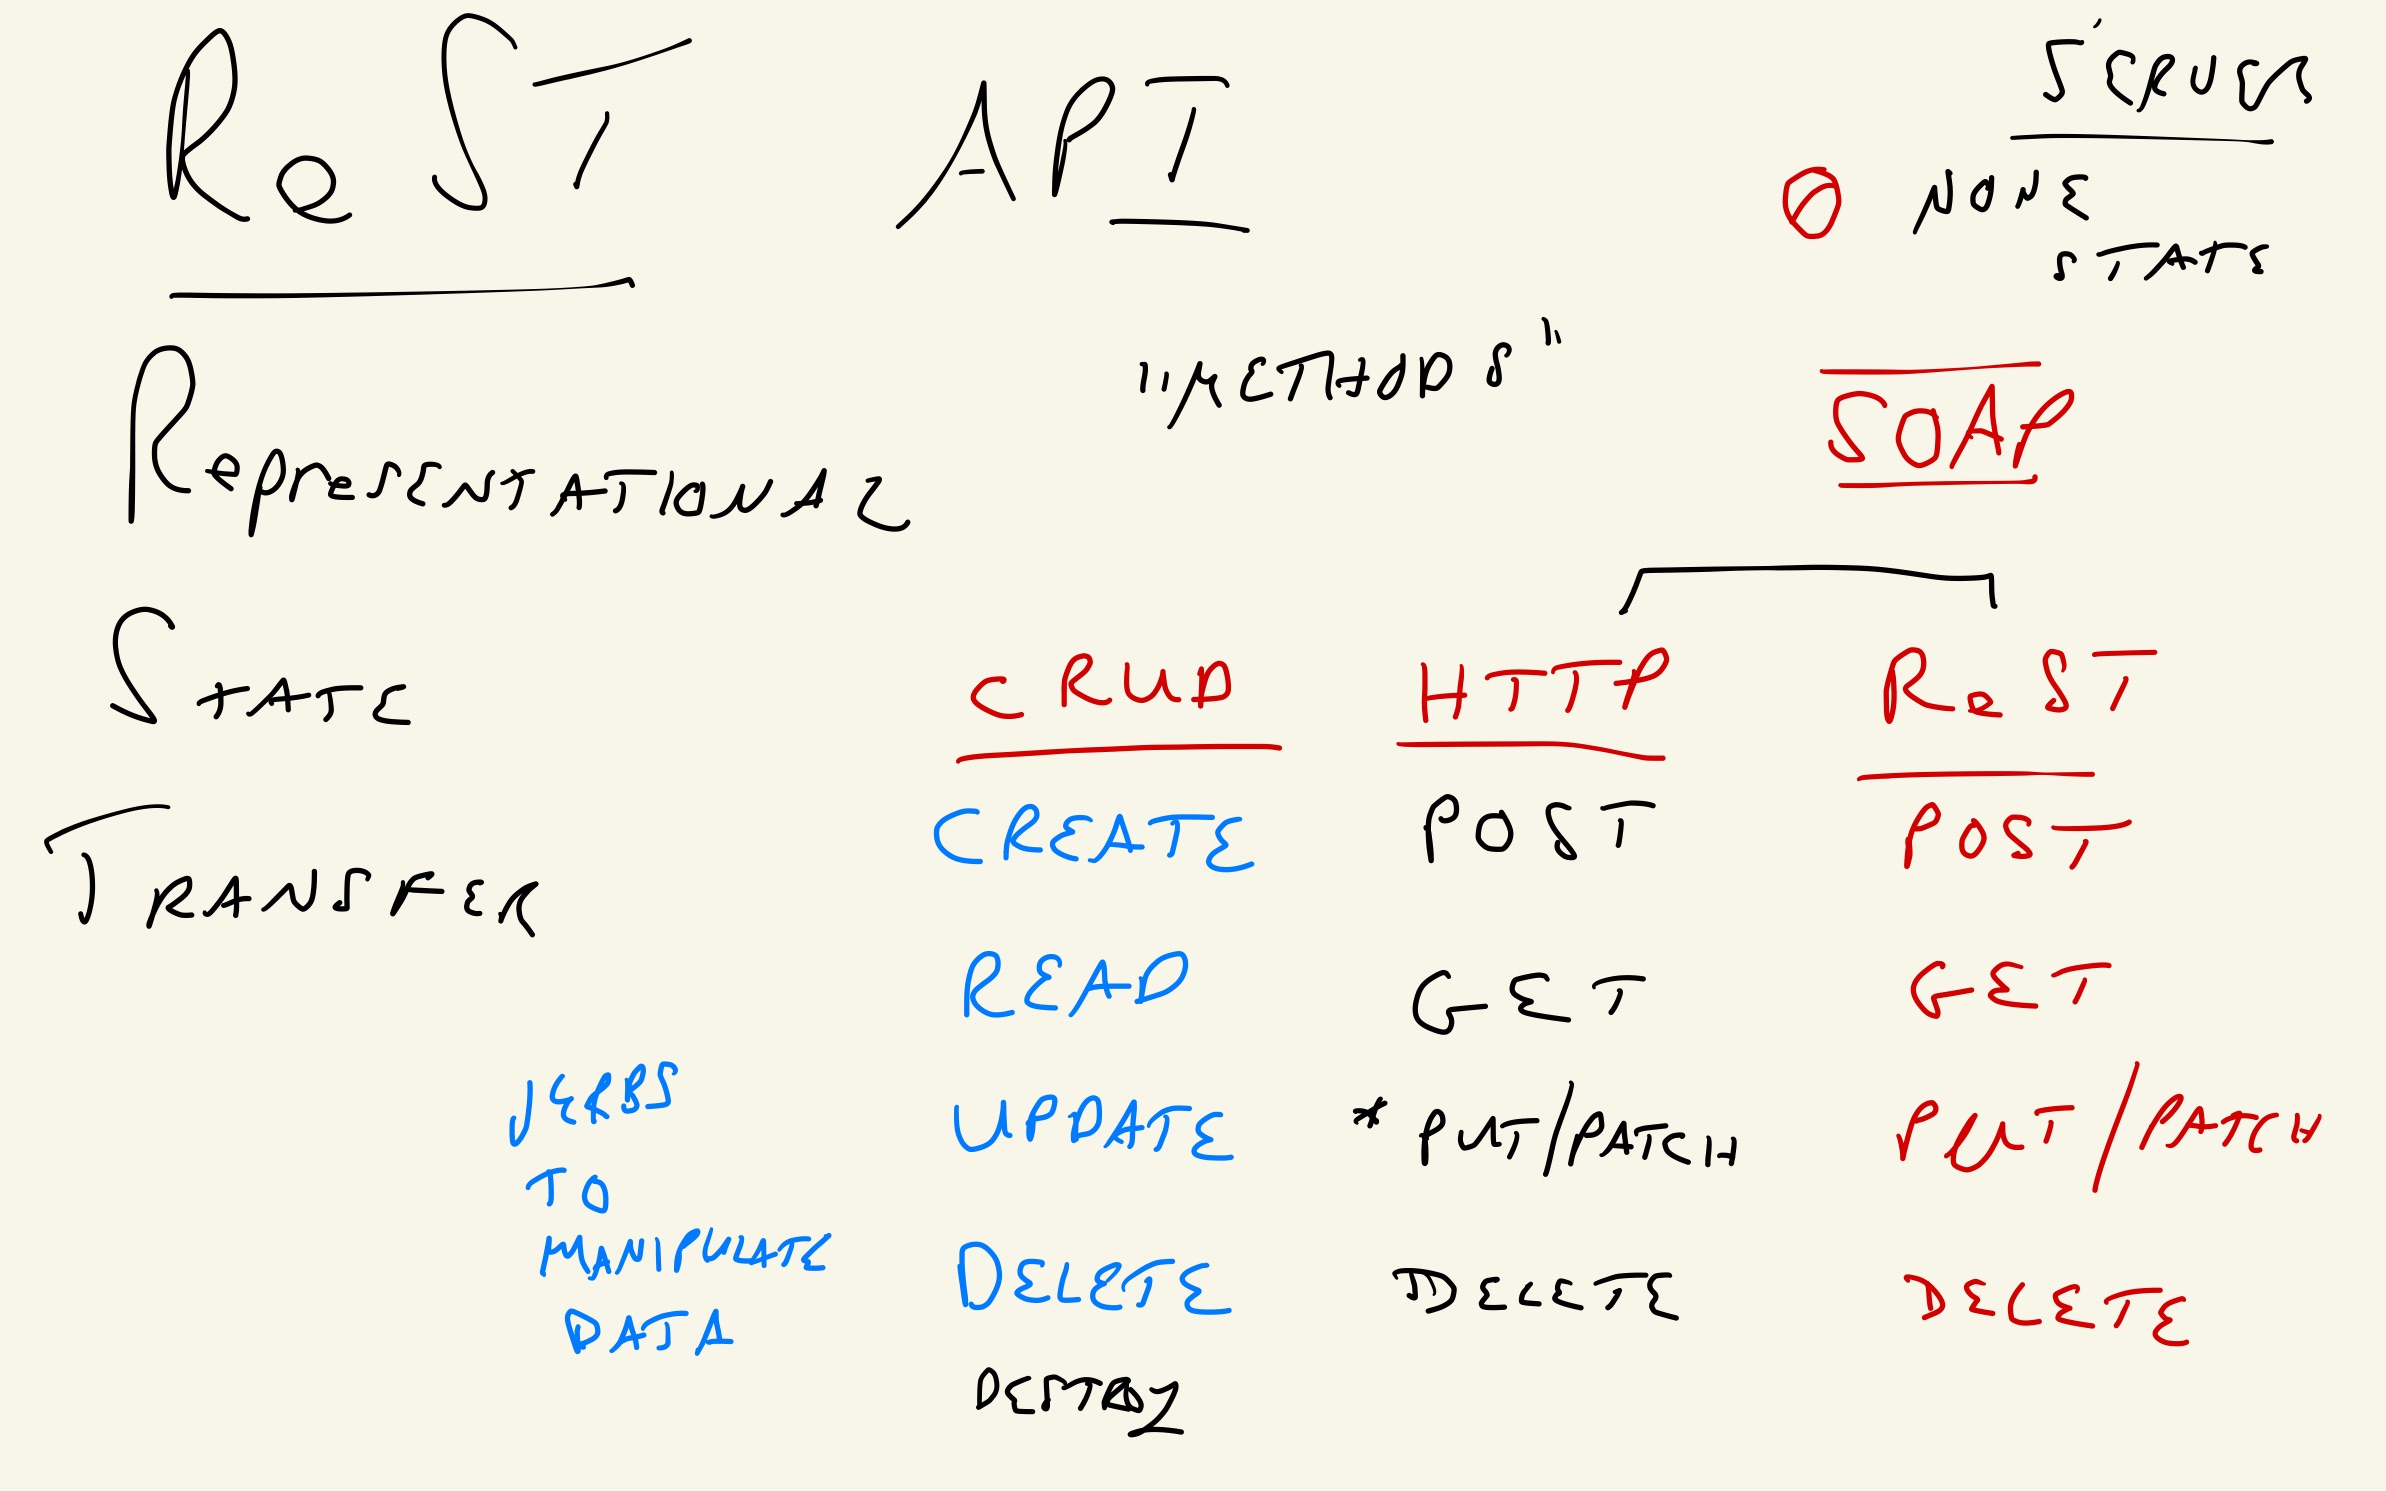 ReST API
SERVER
0 NONE
STATE
"METHODS"
SOAP
Representational
State
Transfer
CRUD HTTP ReST
CREATE POST POST
READ GET GET
UPDATE * PUT/PATCH PUT/PATCH
DELETE DELETE DELETE
DESTROY
VERBS
TO
MANIPULATE
DATA